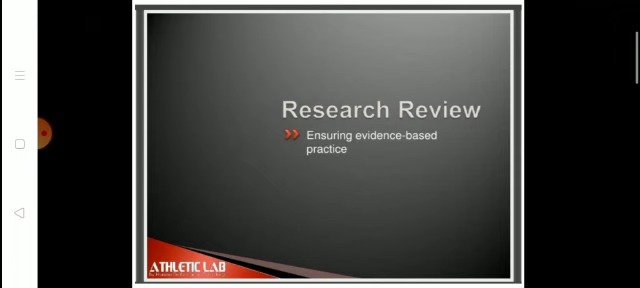 Research Review
Ensuring evidence-based
practice
ATHLETIC LAB